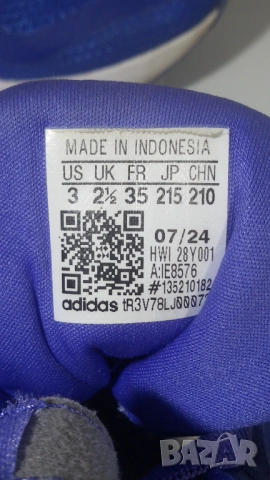 MADE IN INDONESIA
US UK FR JP CHN
3 2½ 35 215 210
07/24
HWI 28Y001
A:IE8576
#135210182
adidas
BAZAR